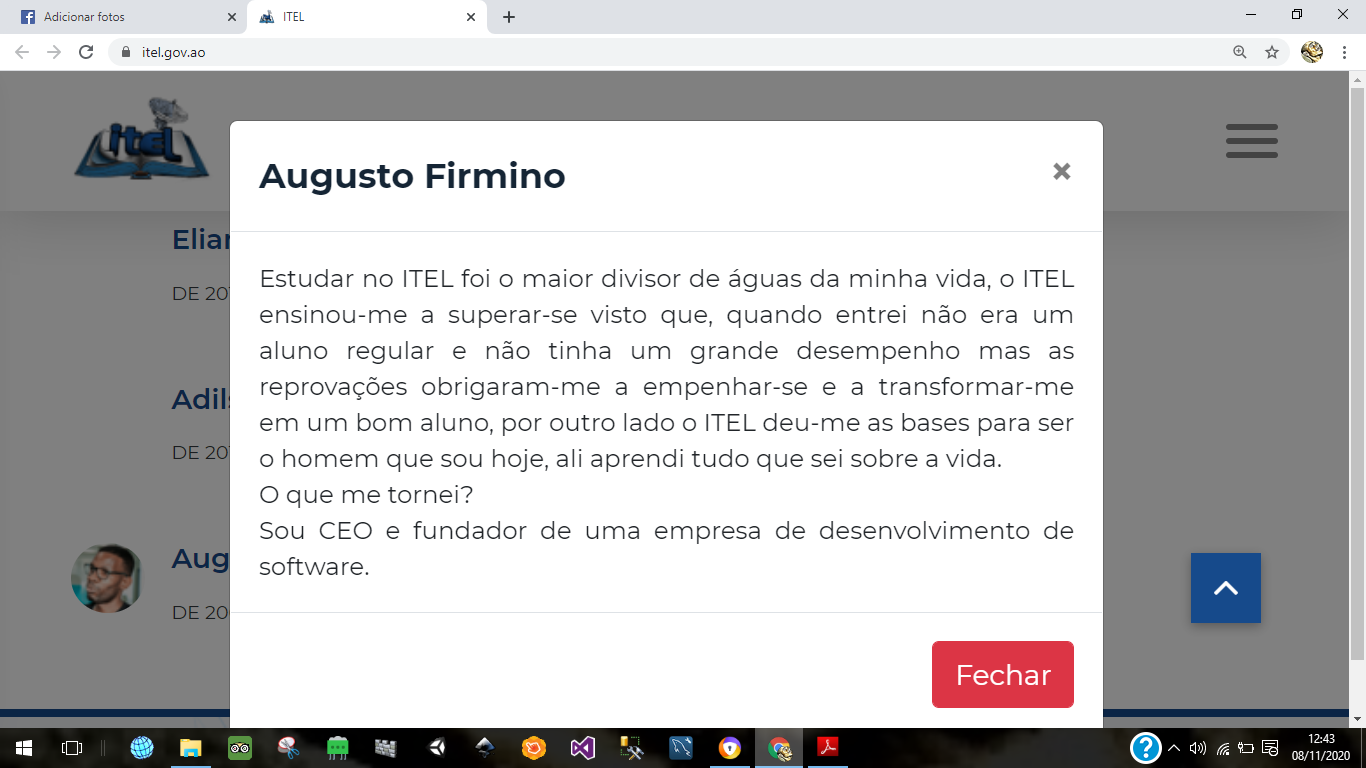 Adicionar fotos
ITEL
itel.gov.ao
itel
Augusto Firmino
Estudar no ITEL foi o maior divisor de águas da minha vida, o ITEL
ensinou-me a superar-se visto que, quando entrei não era um
aluno regular e não tinha um grande desempenho mas as
reprovações obrigaram-me a empenhar-se e a transformar-me
em um bom aluno, por outro lado o ITEL deu-me as bases para ser
o homem que sou hoje, ali aprendi tudo que sei sobre a vida.
O que me tornei?
Sou CEO e fundador de uma empresa de desenvolvimento de
software.
Fechar
Elian
DE 201
Adils
DE 201
Aug
DE 20
12:43
08/11/2020